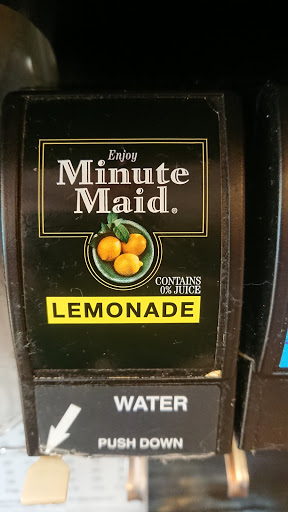 Enjoy
Minute
Maid®
CONTAINS
0% JUICE
LEMONADE
WATER
PUSH DOWN